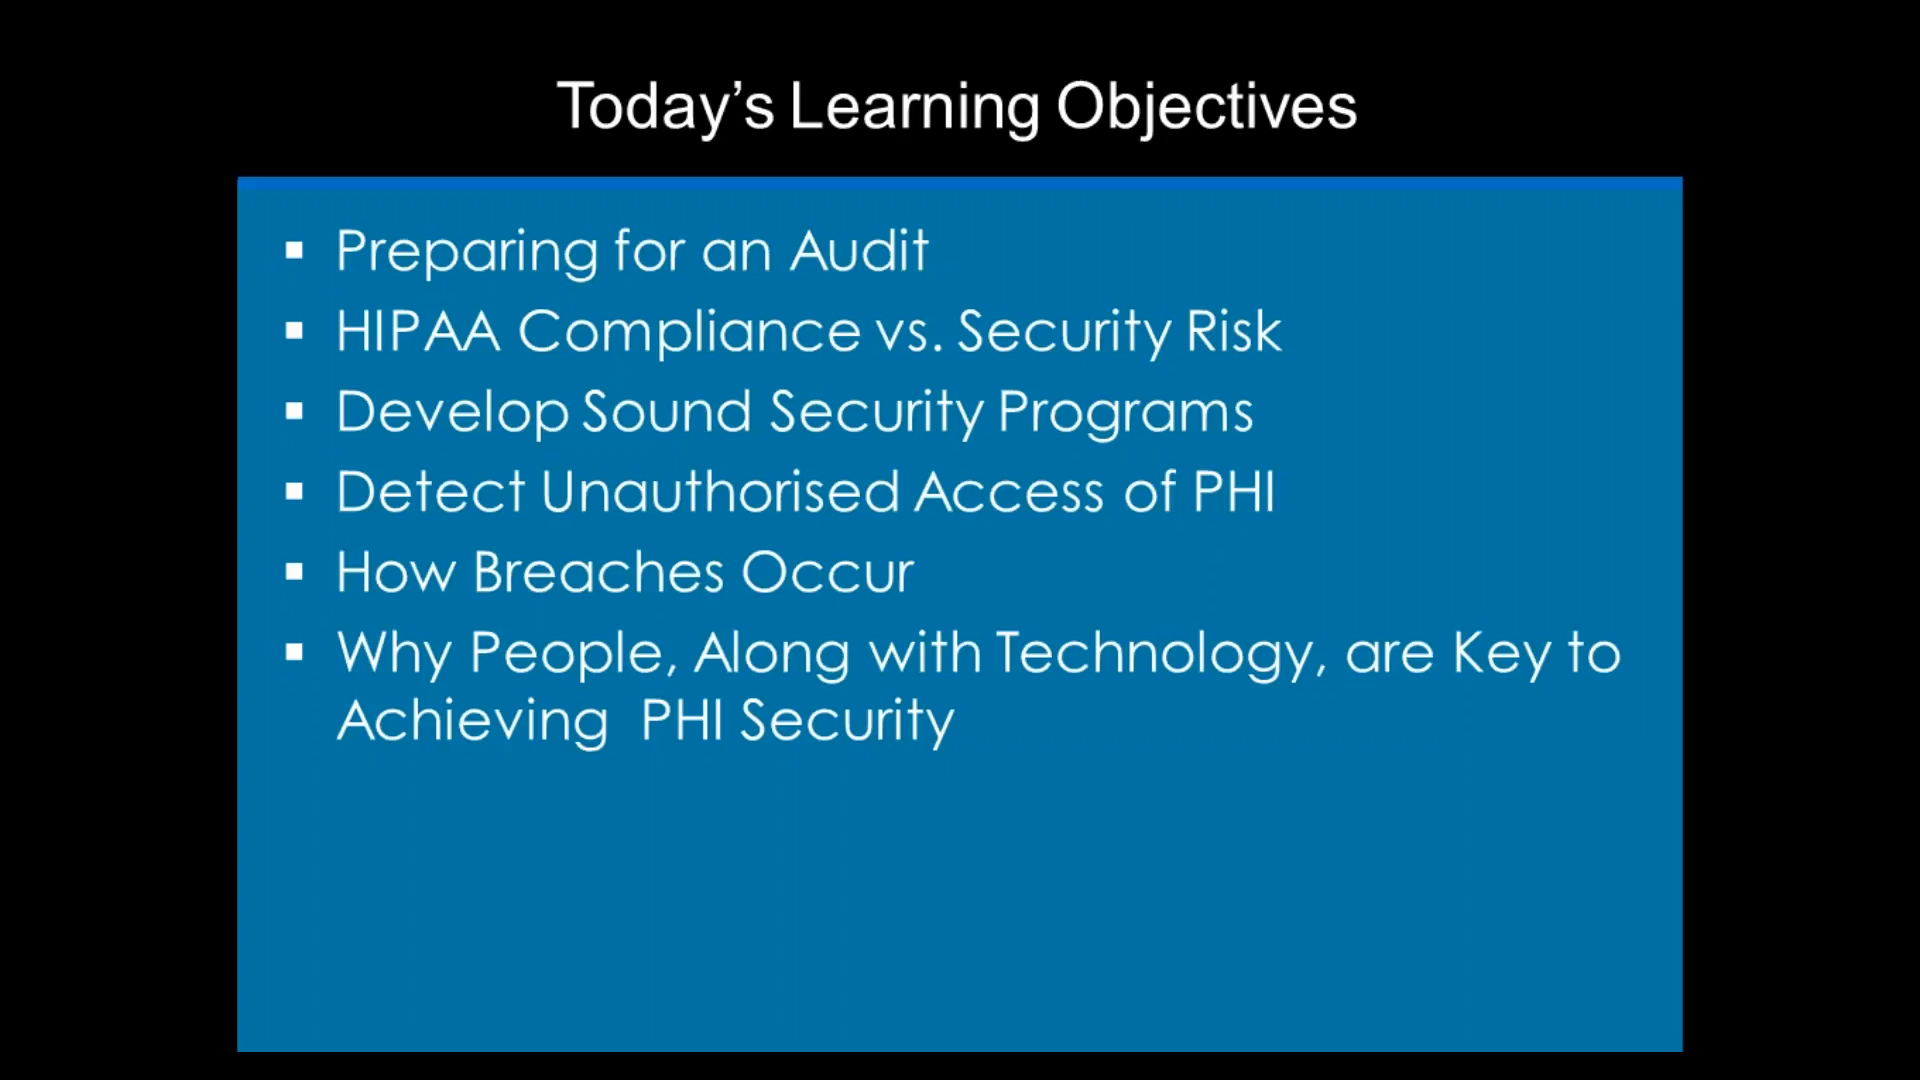 Today’s Learning Objectives
▪ Preparing for an Audit
▪ HIPAA Compliance vs. Security Risk
▪ Develop Sound Security Programs
▪ Detect Unauthorised Access of PHI
▪ How Breaches Occur
▪ Why People, Along with Technology, are Key to
Achieving  PHI Security